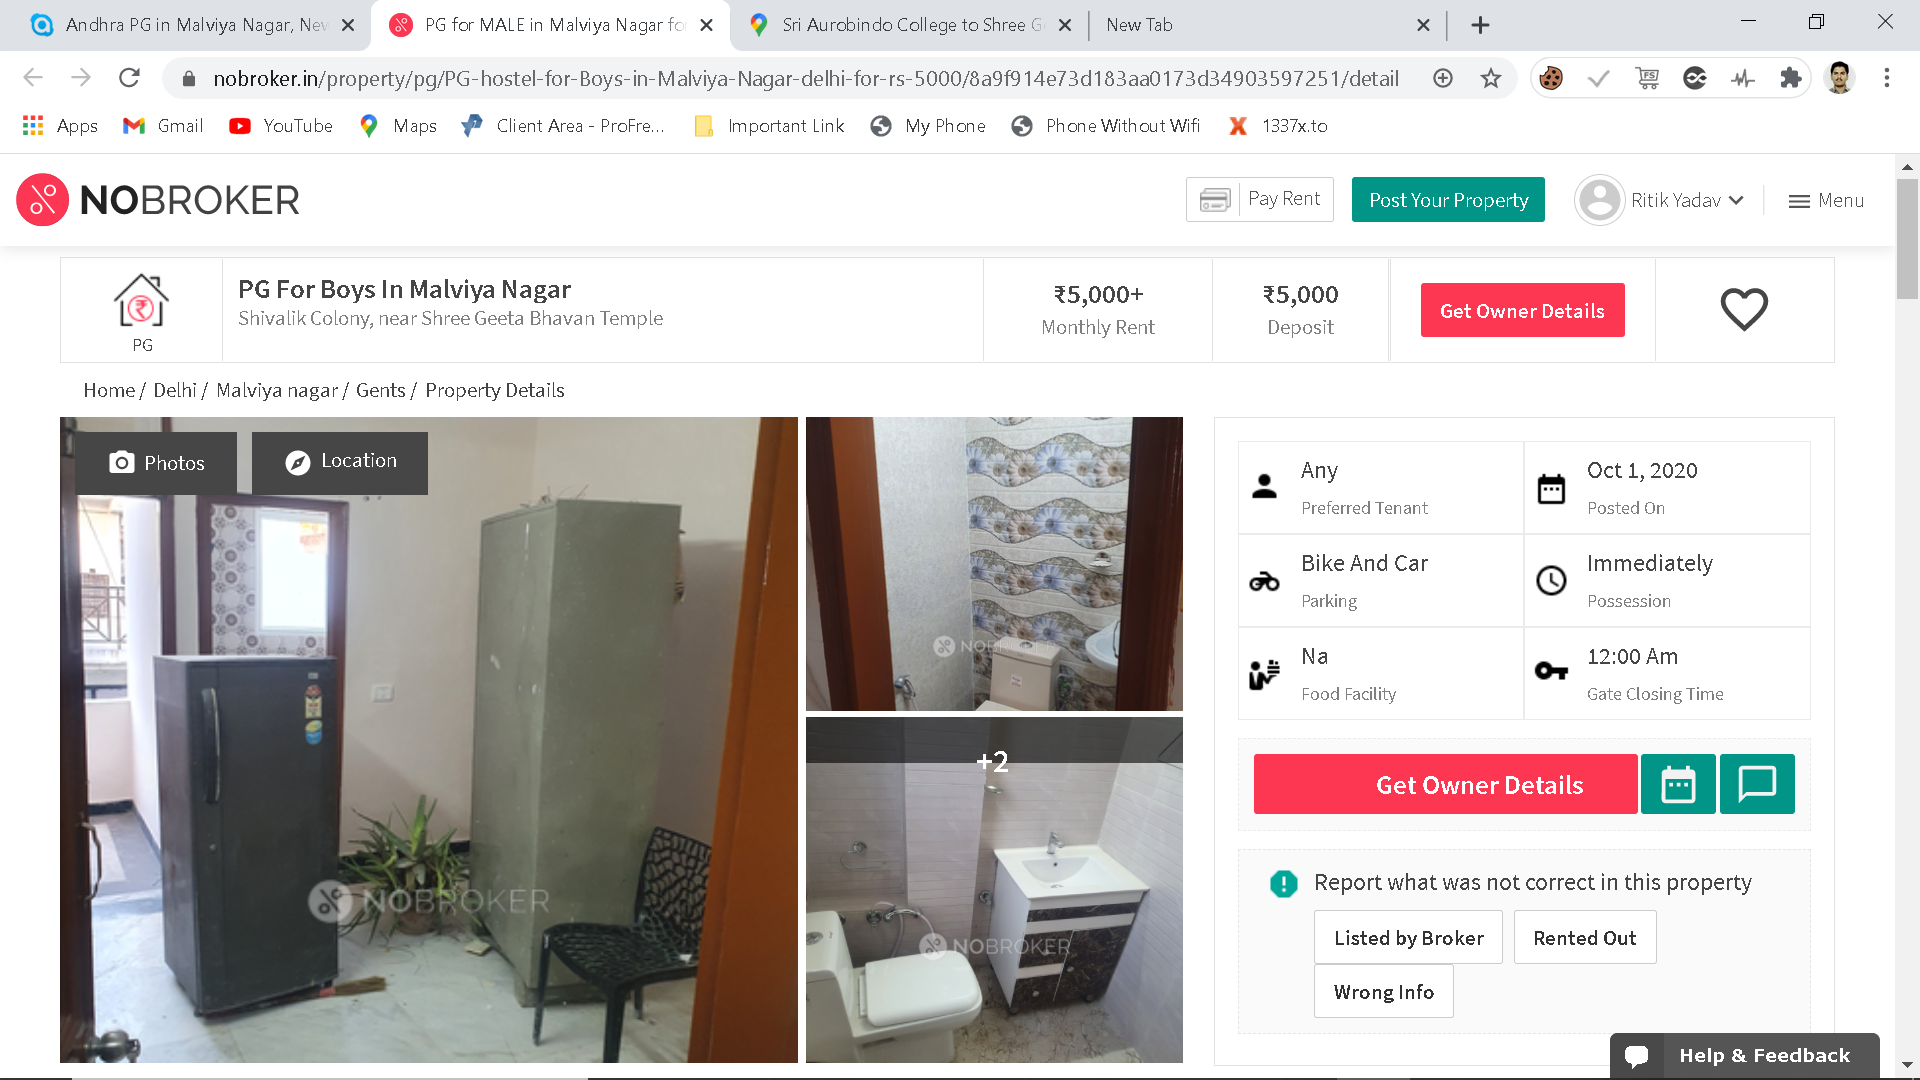 Andhra PG in Malviya Nagar, New
PG for MALE in Malviya Nagar for
Sri Aurobindo College to Shree G
New Tab
nobroker.in/property/pg/PG-hostel-for-Boys-in-Malviya-Nagar-delhi-for-rs-5000/8a9f914e73d183aa0173d34903597251/detail
Apps
Gmail
YouTube
Maps
Client Area - ProFre...
Important Link
My Phone
Phone Without Wifi
1337x.to
NOBROKER
Pay Rent
Post Your Property
Ritik Yadav
Menu
PG
PG For Boys In Malviya Nagar
Shivalik Colony, near Shree Geeta Bhavan Temple
₹5,000+
Monthly Rent
₹5,000
Deposit
Get Owner Details
Home / Delhi / Malviya nagar / Gents / Property Details
Photos
Location
NOBROKER
+2
NOBROKER
Any
Preferred Tenant
Oct 1, 2020
Posted On
Bike And Car
Parking
Immediately
Possession
Na
Food Facility
12:00 Am
Gate Closing Time
Get Owner Details
Report what was not correct in this property
Listed by Broker
Rented Out
Wrong Info
Help & Feedback